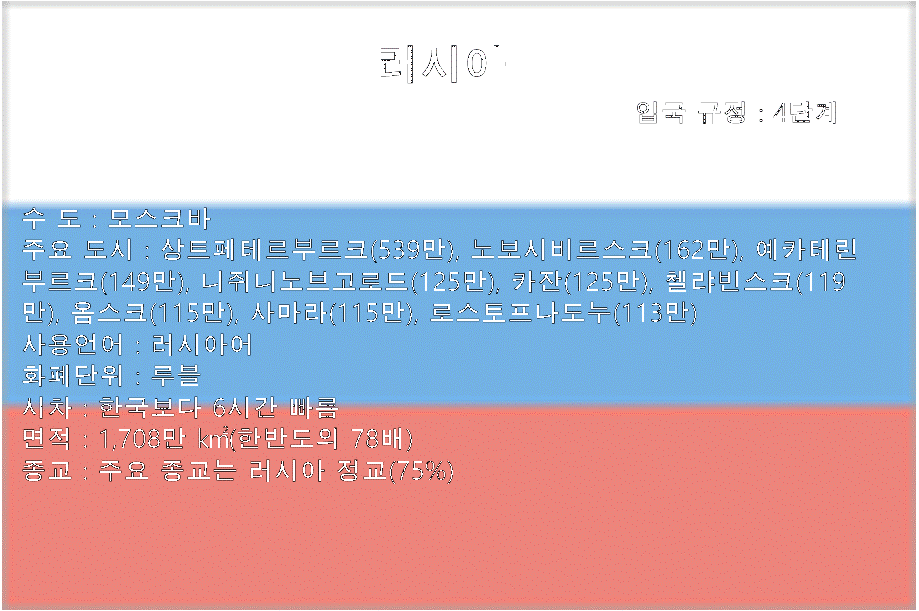 러시아
입국 규정 : 4단계
수 도 : 모스크바
주요 도시 : 상트페테르부르크(539만), 노보시비르스크(162만), 예카테린
부르크(149만), 니쥐니노브고로드(125만), 카잔(125만), 첼랴빈스크(119
만), 옴스크(115만), 사마라(115만), 로스토프나도누(113만)
사용언어 : 러시아어
화폐단위 : 루블
시차 : 한국보다 6시간 빠름
면적 : 1,708만 ㎢(한반도의 78배)
종교 : 주요 종교는 러시아 정교(75%)